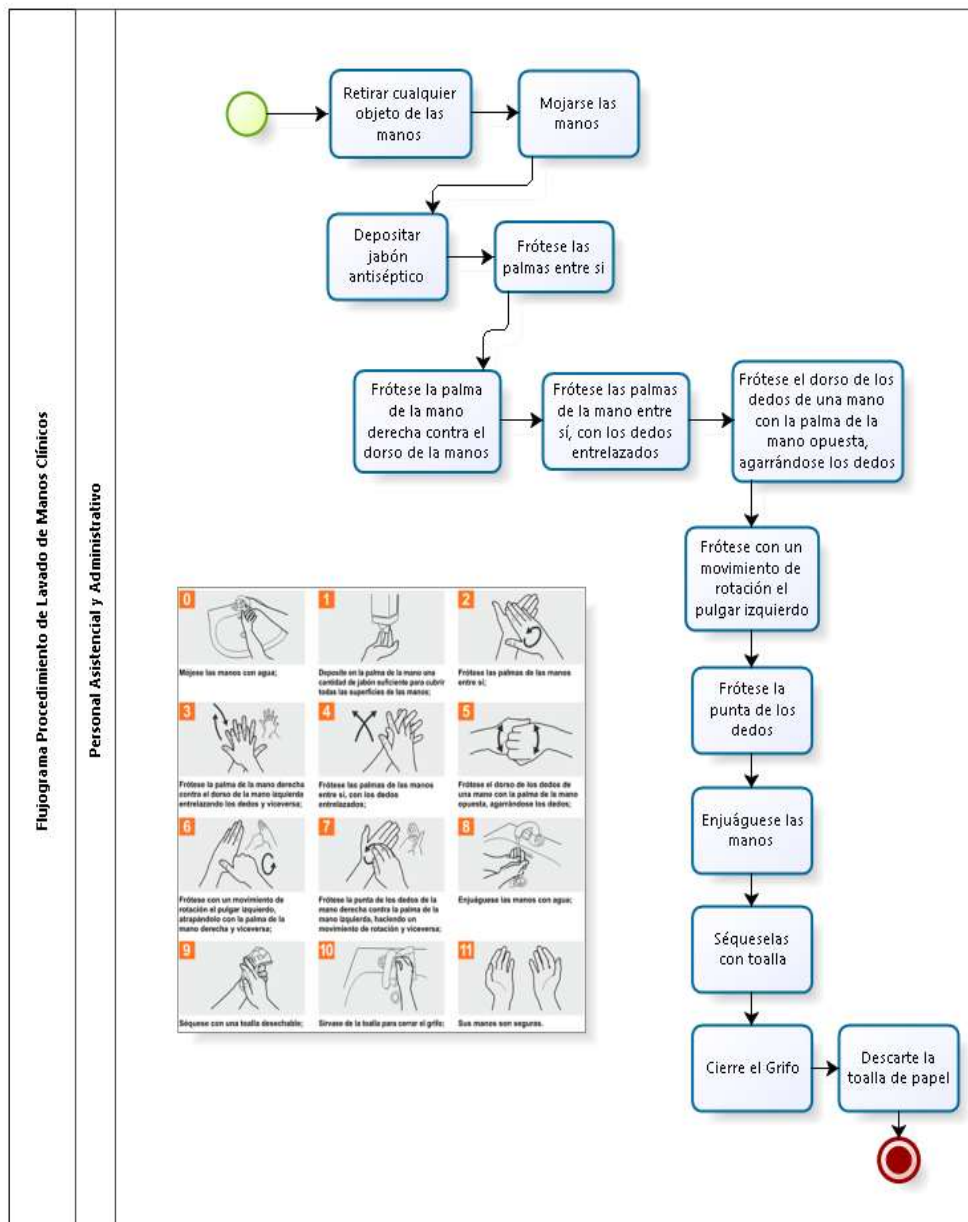 Flujograma Procedimiento de Lavado de Manos Clínicos
Personal Asistencial y Administrativo
Retirar cualquier
objeto de las
manos
Mojarse las
manos
Depositar
jabón
antiséptico
Frótese las
palmas entre si
Frótese la palma
de la mano
derecha contra el
dorso de la manos
Frótese las palmas
de la mano entre
sí, con los dedos
entrelazados
Frótese el dorso de los
dedos de una mano
con la palma de la
mano opuesta,
agarrándose los dedos
Frótese con un
movimiento de
rotación el
pulgar izquierdo
Frótese la
punta de los
dedos
Enjuáguese las
manos
Séqueselas
con toalla
Cierre el Grifo
Descarte la
toalla de papel
0
Mójese las manos con agua;
1
Deposite en la palma de la mano una
cantidad de jabón suficiente para cubrir
todas las superficies de las manos;
2
Frótese las palmas de las manos
entre sí;
3
Frótese la palma de la mano derecha
contra el dorso de la mano izquierda
entrelazando los dedos y viceversa;
4
Frótese las palmas de las manos
entre sí, con los dedos
entrelazados;
5
Frótese el dorso de los dedos de
una mano con la palma de la mano
opuesta, agarrándose los dedos;
6
Frótese con un movimiento de
rotación el pulgar izquierdo,
atrapándolo con la palma de la
mano derecha y viceversa;
7
Frótese la punta de los dedos de la
mano derecha contra la palma de la
mano izquierda, haciendo un
movimiento de rotación y viceversa;
8
Enjuáguese las manos con agua;
9
Séquese con una toalla desechable;
10
Sírvase de la toalla para cerrar el grifo;
11
Sus manos son seguras.